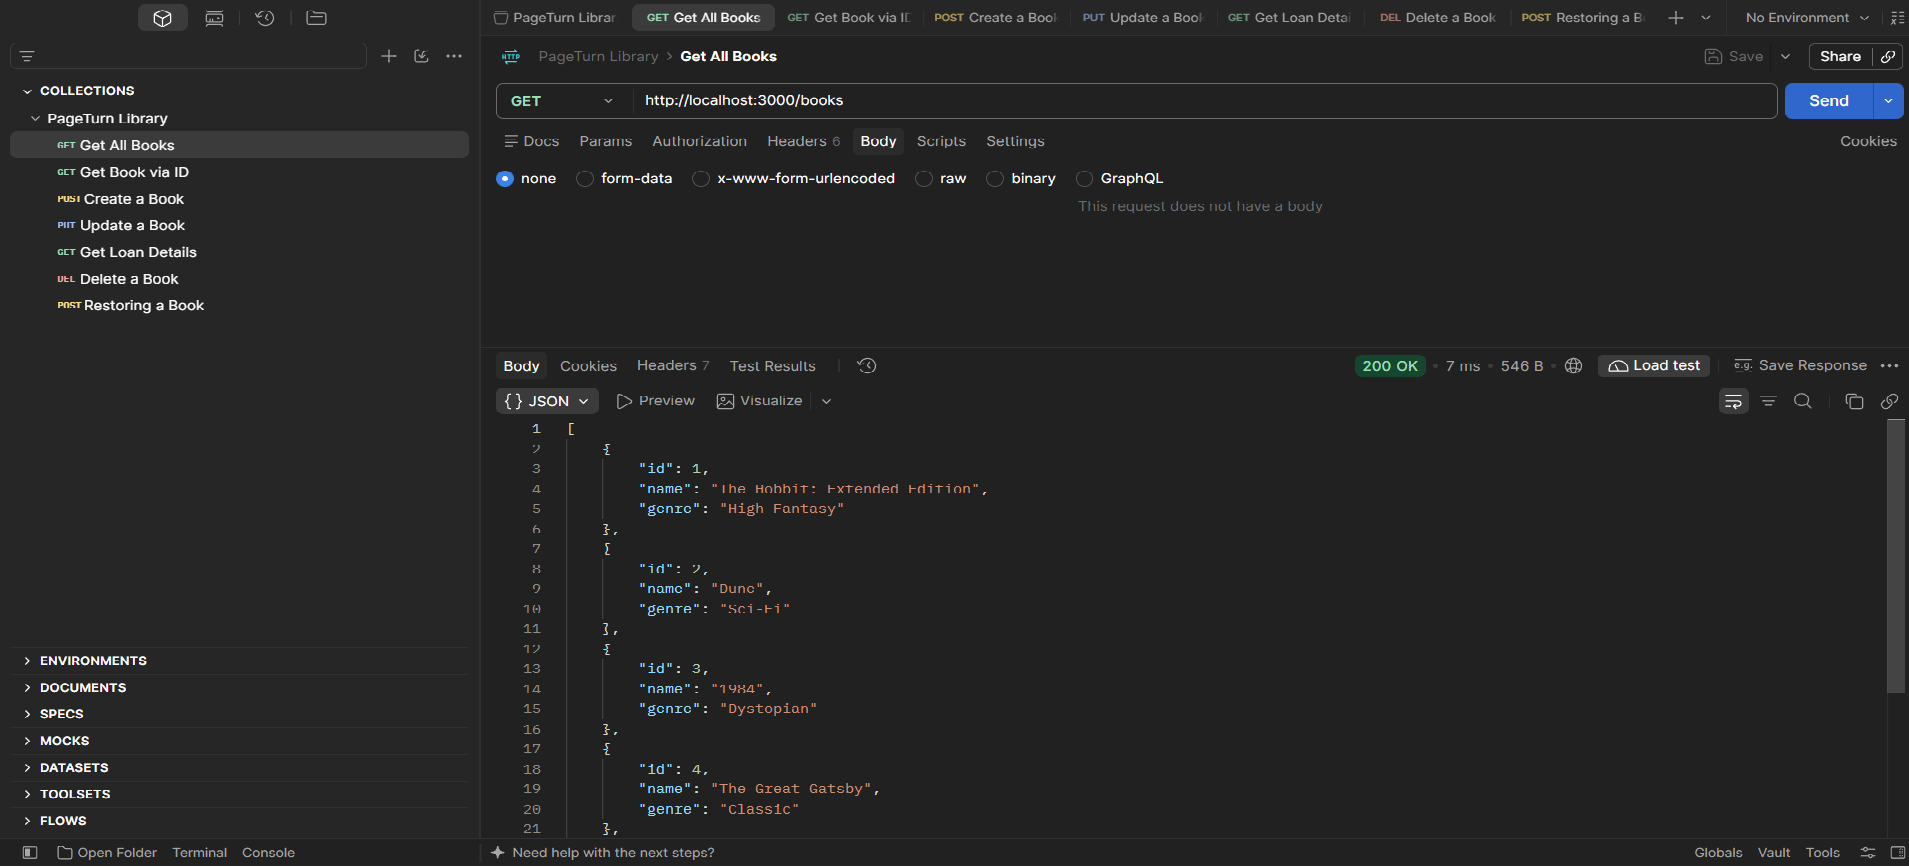 PageTurn Librar
GET Get All Books
GET Get Book via ID
POST Create a Book
PUT Update a Book
GET Get Loan Detai
DEL Delete a Book
POST Restoring a B
No Environment
COLLECTIONS
PageTurn Library
GET Get All Books
GET Get Book via ID
POST Create a Book
PUT Update a Book
GET Get Loan Details
DEL Delete a Book
POST Restoring a Book
ENVIRONMENTS
DOCUMENTS
SPECS
MOCKS
DATASETS
TOOLSETS
FLOWS
HTTP PageTurn Library > Get All Books
Save
Share
GET http://localhost:3000/books
Send
Docs Params Authorization Headers 6 Body Scripts Settings
Cookies
none form-data x-www-form-urlencoded raw binary GraphQL
This request does not have a body
Body Cookies Headers 7 Test Results
200 OK • 7 ms • 546 B • Load test e.g. Save Response
{} JSON Preview Visualize
1 [
2 {
3 "id": 1,
4 "name": "The Hobbit: Extended Edition",
5 "genre": "High Fantasy"
6 },
7 {
8 "id": 2,
9 "name": "Dune",
10 "genre": "Sci-Fi"
11 },
12 {
13 "id": 3,
14 "name": "1984",
15 "genre": "Dystopian"
16 },
17 {
18 "id": 4,
19 "name": "The Great Gatsby",
20 "genre": "Classic"
21 },
Open Folder Terminal Console
Need help with the next steps?
Globals Vault Tools